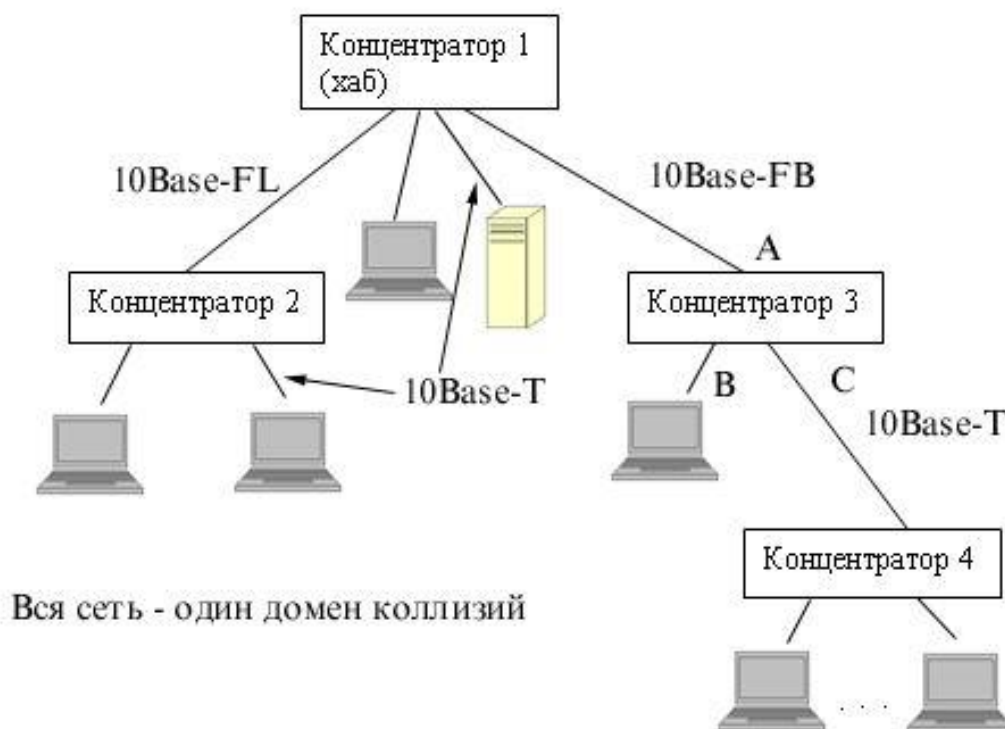 Концентратор 1
(хаб)
10Base-FL
10Base-FB
A
Концентратор 2
Концентратор 3
10Base-T
B
C
10Base-T
Концентратор 4
Вся сеть - один домен коллизий
. . .